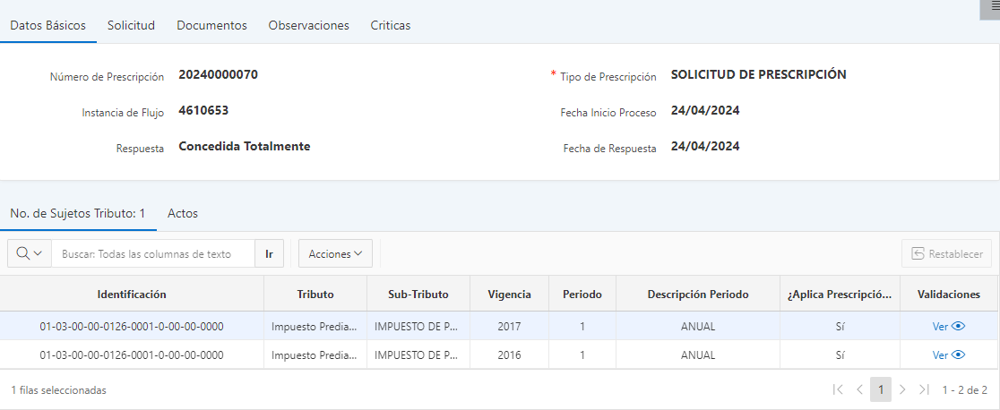 Datos Básicos Solicitud Documentos Observaciones Criticas
Número de Prescripción 20240000070 * Tipo de Prescripción SOLICITUD DE PRESCRIPCIÓN
Instancia de Flujo 4610653 Fecha Inicio Proceso 24/04/2024
Respuesta Concedida Totalmente Fecha de Respuesta 24/04/2024
No. de Sujetos Tributo: 1 Actos
Buscar: Todas las columnas de texto Ir Acciones Restablecer
Identificación Tributo Sub-Tributo Vigencia Periodo Descripción Periodo ¿Aplica Prescripció... Validaciones
01-03-00-00-0126-0001-0-00-00-0000 Impuesto Predia... IMPUESTO DE P... 2017 1 ANUAL Sí Ver
01-03-00-00-0126-0001-0-00-00-0000 Impuesto Predia... IMPUESTO DE P... 2016 1 ANUAL Sí Ver
1 filas seleccionadas 1 1 - 2 de 2